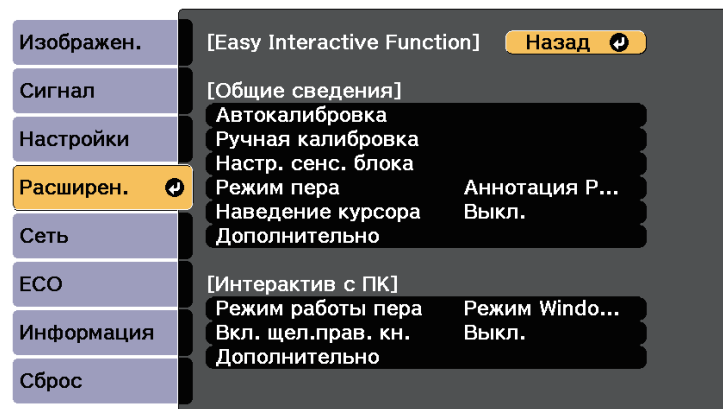 Изображен.
Сигнал
Настройки
Расширен.
Сеть
ECO
Информация
Сброс
[Easy Interactive Function] Назад
[Общие сведения]
Автокалибровка
Ручная калибровка
Настр. сенс. блока
Режим пера Аннотация P...
Наведение курсора Выкл.
Дополнительно
[Интерактив с ПК]
Режим работы пера Режим Windo...
Вкл. щел.прав. кн. Выкл.
Дополнительно